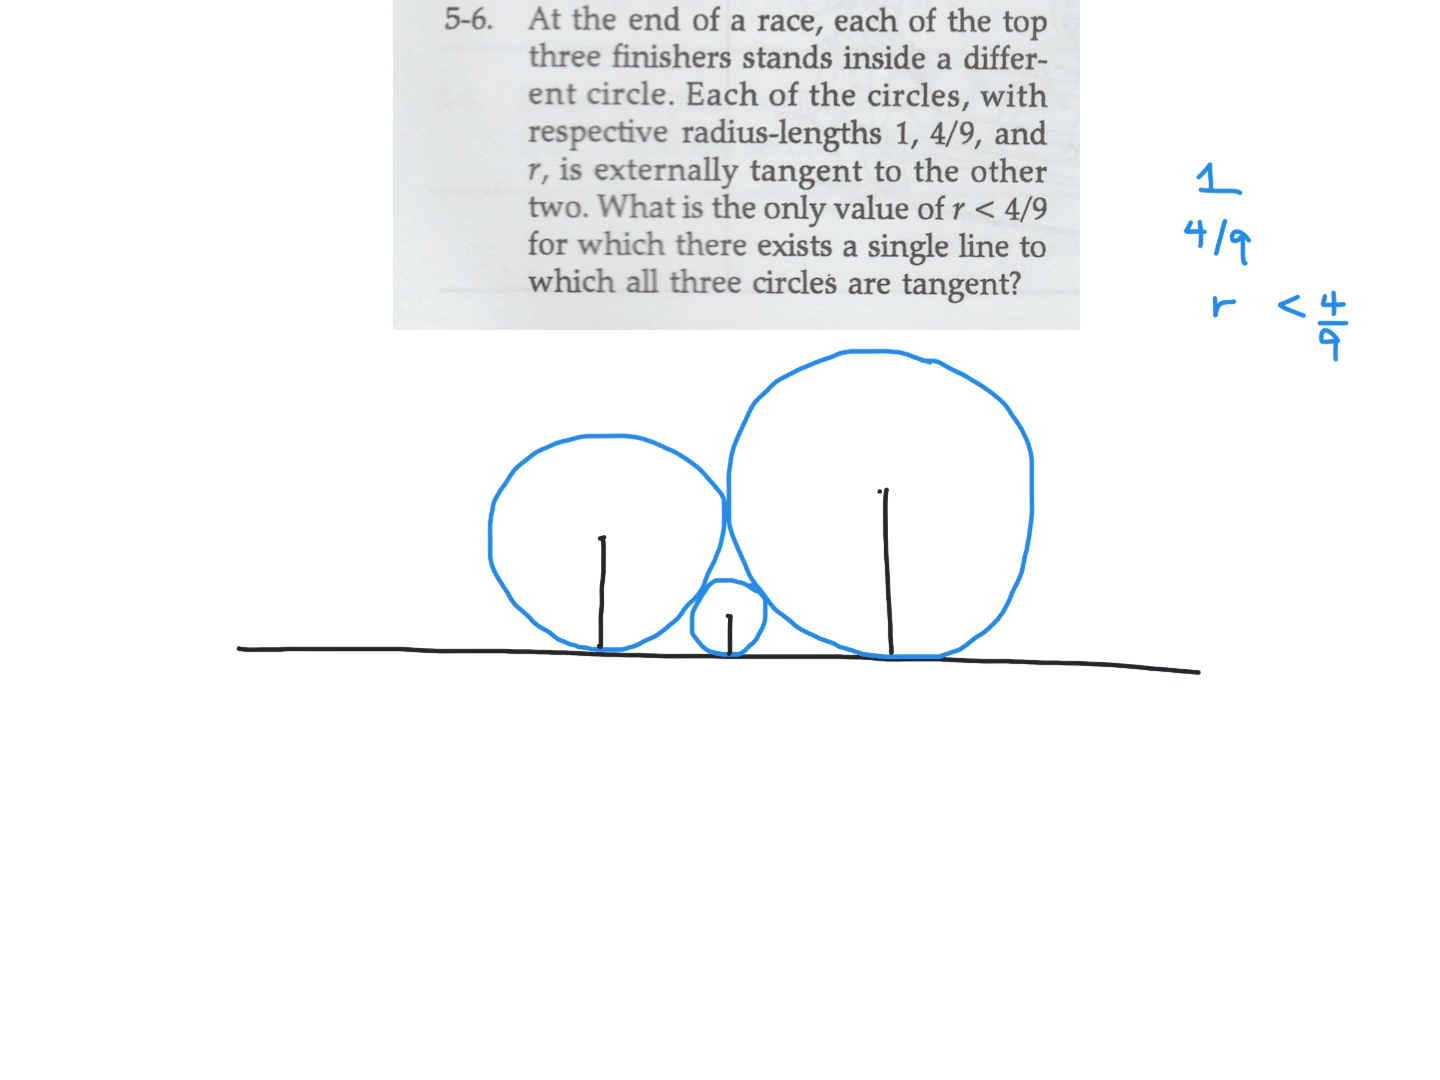 5-6. At the end of a race, each of the top
three finishers stands inside a differ-
ent circle. Each of the circles, with
respective radius-lengths 1, 4/9, and
r, is externally tangent to the other
two. What is the only value of r < 4/9
for which there exists a single line to
which all three circles are tangent?
1
4/9
r < 4/9